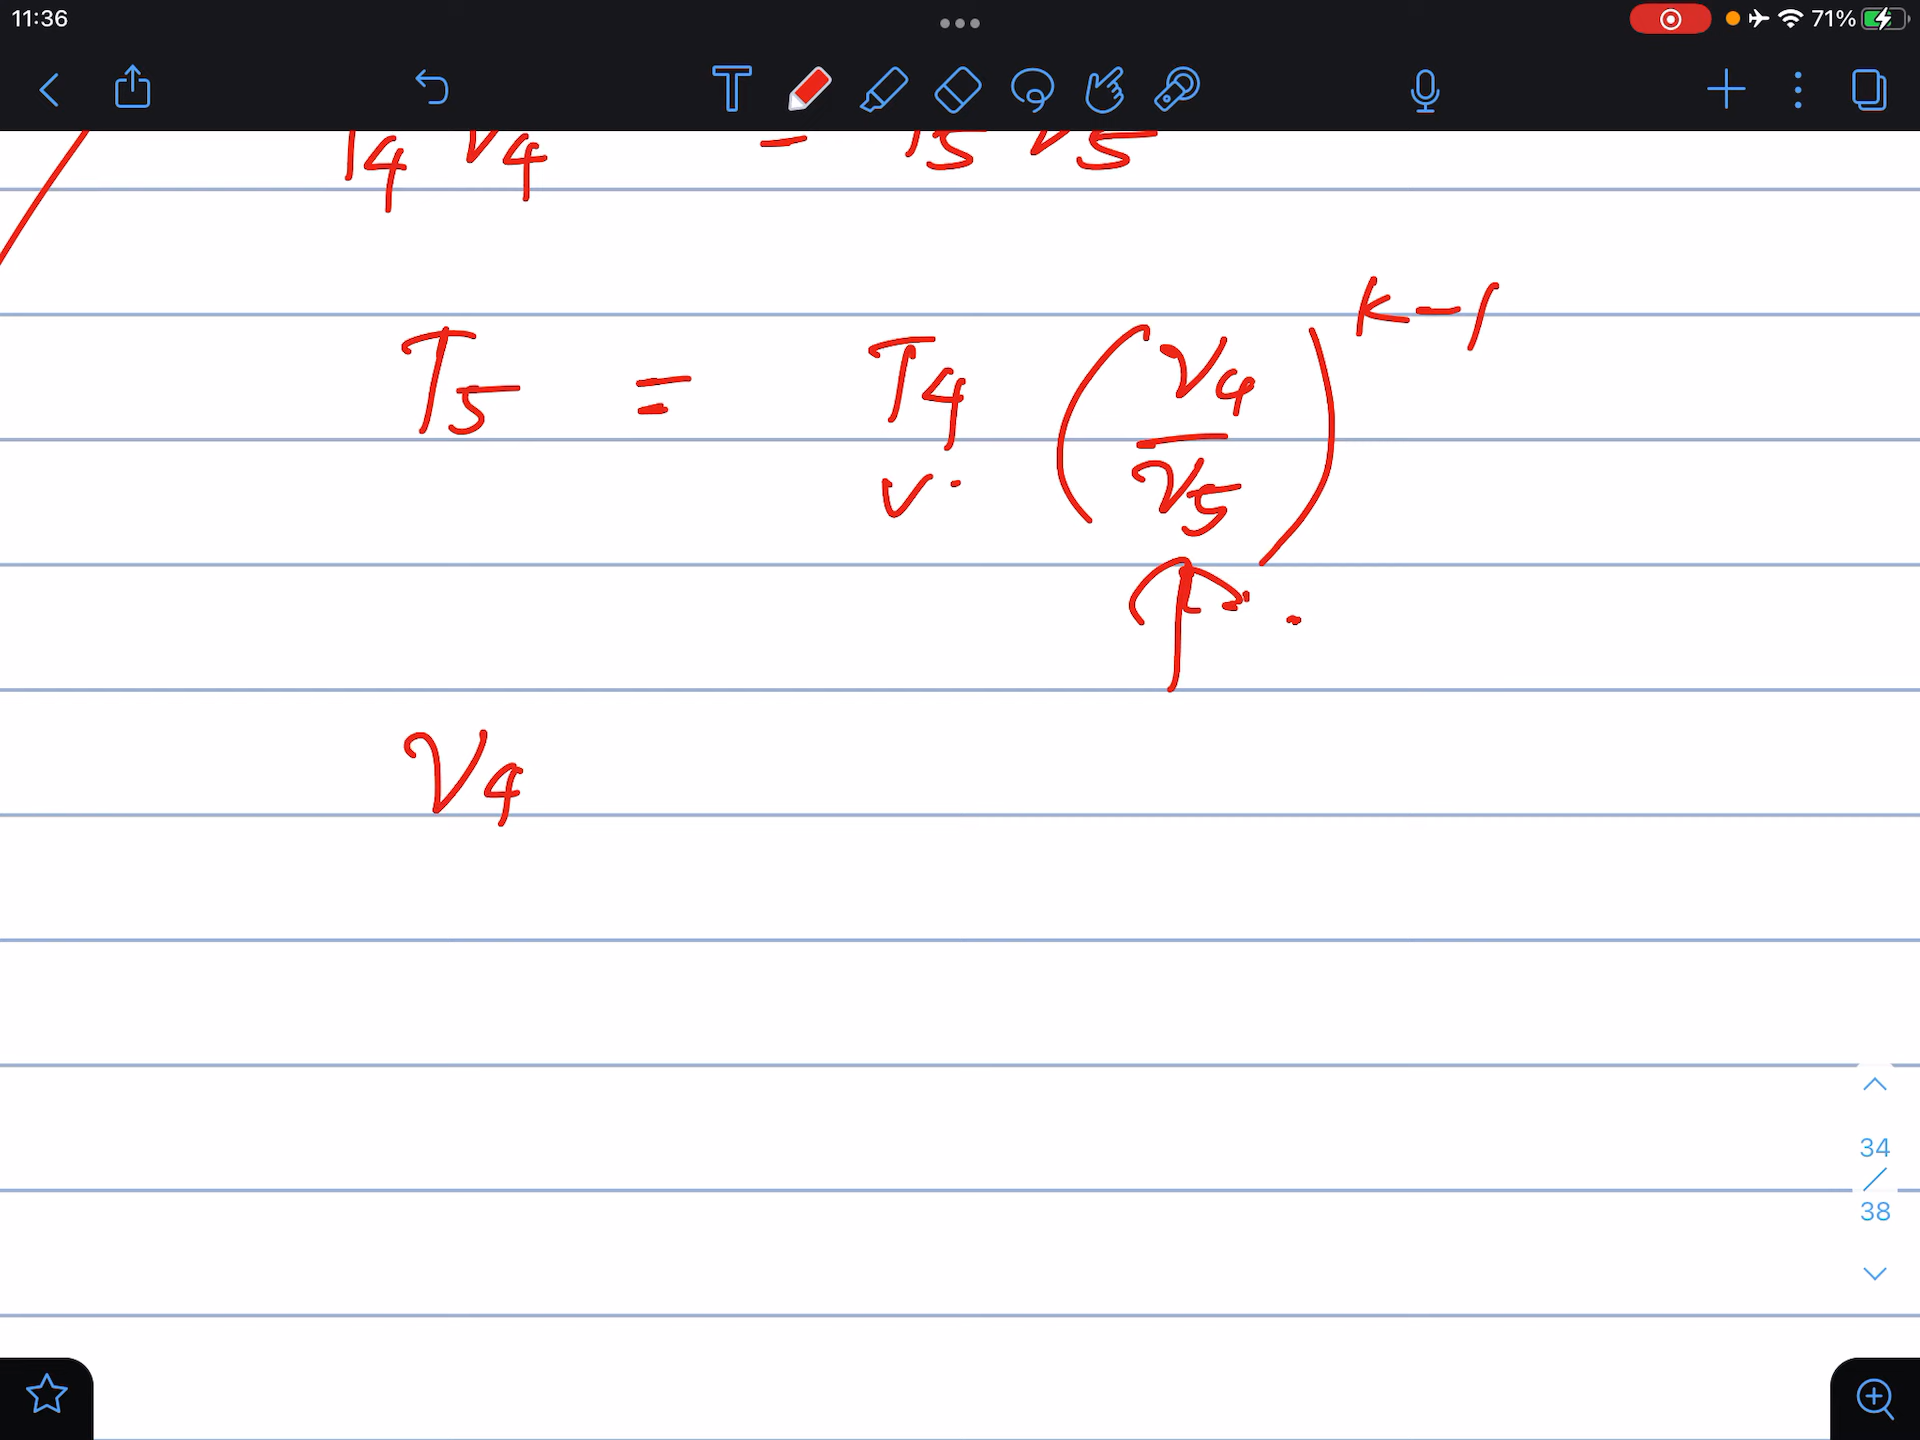 11:36
71%
T4 V4 = T5 V5
T5 = T4 (V4/V5)^k-1
V4
34
/
38